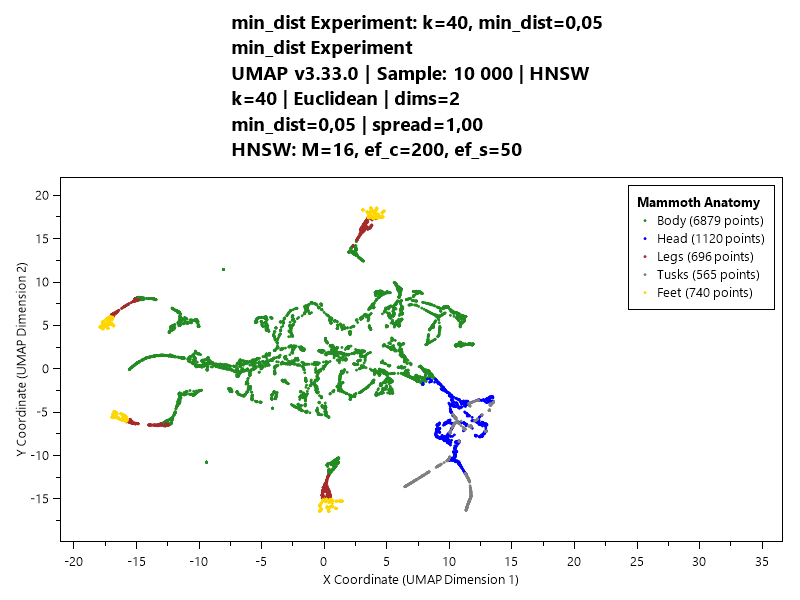 min_dist Experiment: k=40, min_dist=0,05
min_dist Experiment
UMAP v3.33.0 | Sample: 10 000 | HNSW
k=40 | Euclidean | dims=2
min_dist=0,05 | spread=1,00
HNSW: M=16, ef_c=200, ef_s=50
Mammoth Anatomy
Body (6879 points)
Head (1120 points)
Legs (696 points)
Tusks (565 points)
Feet (740 points)
Y Coordinate (UMAP Dimension 2)
20
15
10
5
0
-5
-10
-15
-20 -15 -10 -5 0 5 10 15 20 25 30 35
X Coordinate (UMAP Dimension 1)